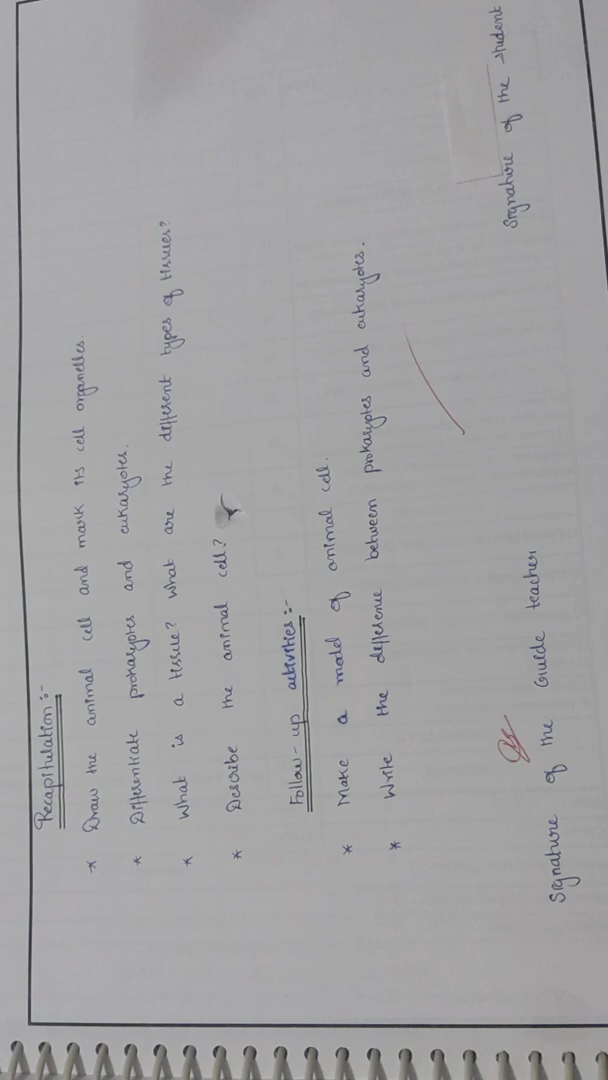 Recapitulation:-
* Draw the animal cell and mark its cell organelles.
* Differentiate prokaryotes and eukaryotes.
* What is a tissue? what are the different types of tissues?
* Describe the animal cell?
Follow-up activities:-
* Make a model of animal cell.
* Write the difference between prokaryotes and eukaryotes.
Signature of the Guide teacher
Signature of the student